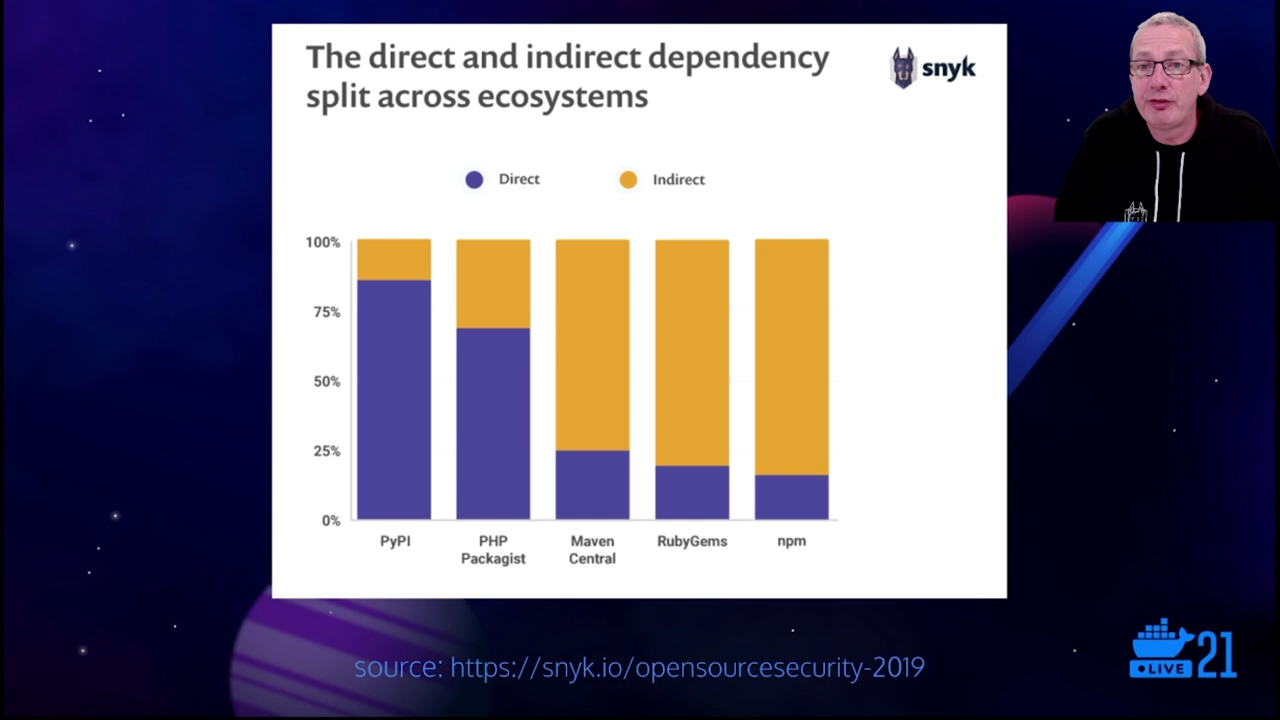 The direct and indirect dependency
split across ecosystems
snyk
Direct
Indirect
100%
75%
50%
25%
0%
PyPI
PHP
Packagist
Maven
Central
RubyGems
npm
source: https://snyk.io/opensourcesecurity-2019
LIVE 21